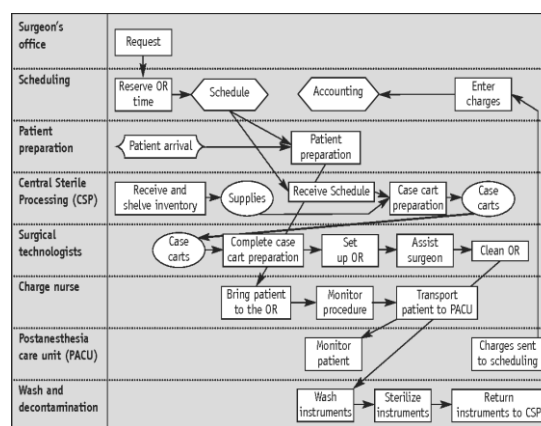 Surgeon's
office
Request
Scheduling
Reserve OR
time
Schedule
Accounting
Enter
charges
Patient
preparation
Patient arrival
Patient
preparation
Central Sterile
Processing (CSP)
Receive and
shelve inventory
Supplies
Receive Schedule
Case cart
preparation
Case
carts
Surgical
technologists
Case
carts
Complete case
cart preparation
Set
up OR
Assist
surgeon
Clean OR
Charge nurse
Bring patient
to the OR
Monitor
procedure
Transport
patient to PACU
Postanesthesia
care unit (PACU)
Monitor
patient
Charges sent
to scheduling
Wash and
decontamination
Wash
instruments
Sterilize
instruments
Return
instruments to CSP